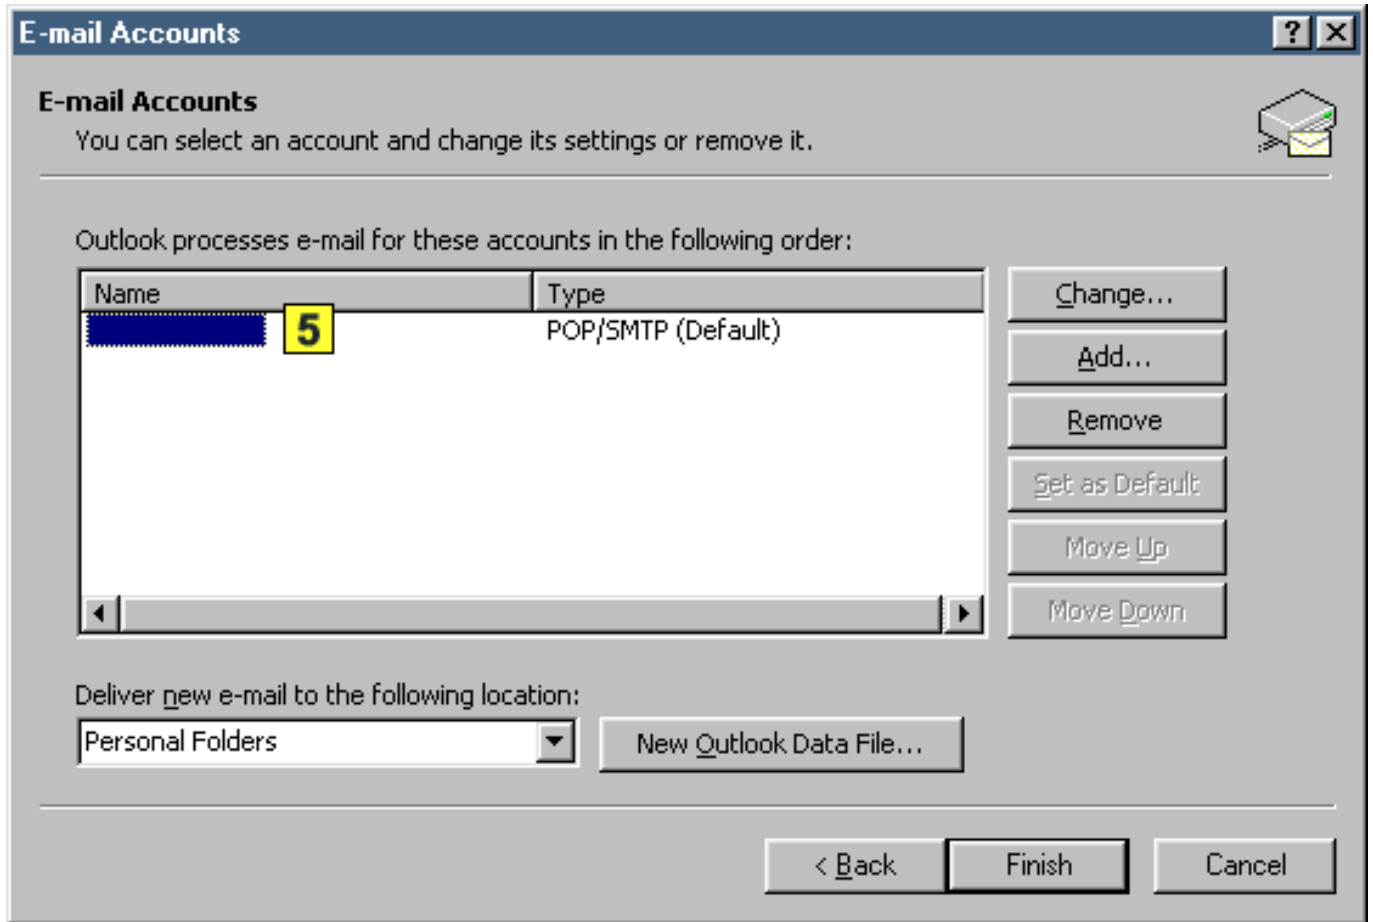 E-mail Accounts
?
E-mail Accounts
You can select an account and change its settings or remove it.
Outlook processes e-mail for these accounts in the following order:
Name Type
5 POP/SMTP (Default)
Change...
Add...
Remove
Set as Default
Move Up
Move Down
Deliver new e-mail to the following location:
Personal Folders New Outlook Data File...
< Back Finish Cancel